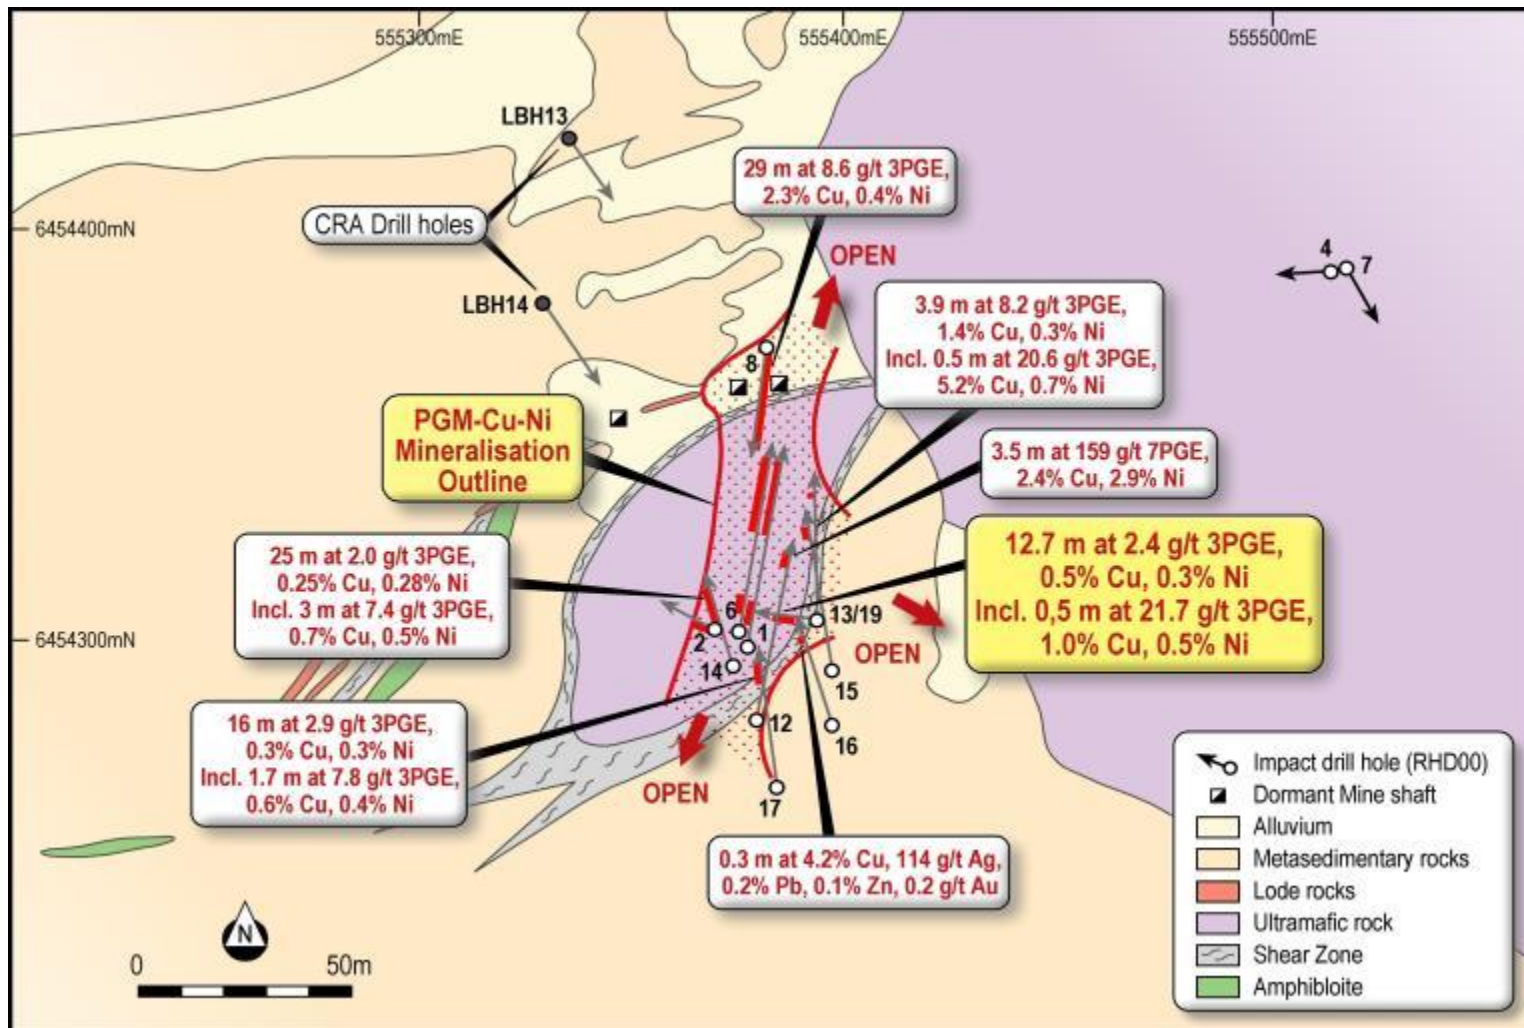 555300mE
555400mE
555500mE
LBH13
29 m at 8.6 g/t 3PGE,
2.3% Cu, 0.4% Ni
CRA Drill holes
6454400mN
OPEN
4
7
LBH14
3.9 m at 8.2 g/t 3PGE,
1.4% Cu, 0.3% Ni
Incl. 0.5 m at 20.6 g/t 3PGE,
5.2% Cu, 0.7% Ni
8
PGM-Cu-Ni
Mineralisation
Outline
3.5 m at 159 g/t 7PGE,
2.4% Cu, 2.9% Ni
12.7 m at 2.4 g/t 3PGE,
0.5% Cu, 0.3% Ni
Incl. 0,5 m at 21.7 g/t 3PGE,
1.0% Cu, 0.5% Ni
25 m at 2.0 g/t 3PGE,
0.25% Cu, 0.28% Ni
Incl. 3 m at 7.4 g/t 3PGE,
0.7% Cu, 0.5% Ni
6454300mN
6
1
2
13/19
14
OPEN
15
16
12
17
OPEN
16 m at 2.9 g/t 3PGE,
0.3% Cu, 0.3% Ni
Incl. 1.7 m at 7.8 g/t 3PGE,
0.6% Cu, 0.4% Ni
0.3 m at 4.2% Cu, 114 g/t Ag,
0.2% Pb, 0.1% Zn, 0.2 g/t Au
N
0 50m
Impact drill hole (RHD00)
Dormant Mine shaft
Alluvium
Metasedimentary rocks
Lode rocks
Ultramafic rock
Shear Zone
Amphibloite